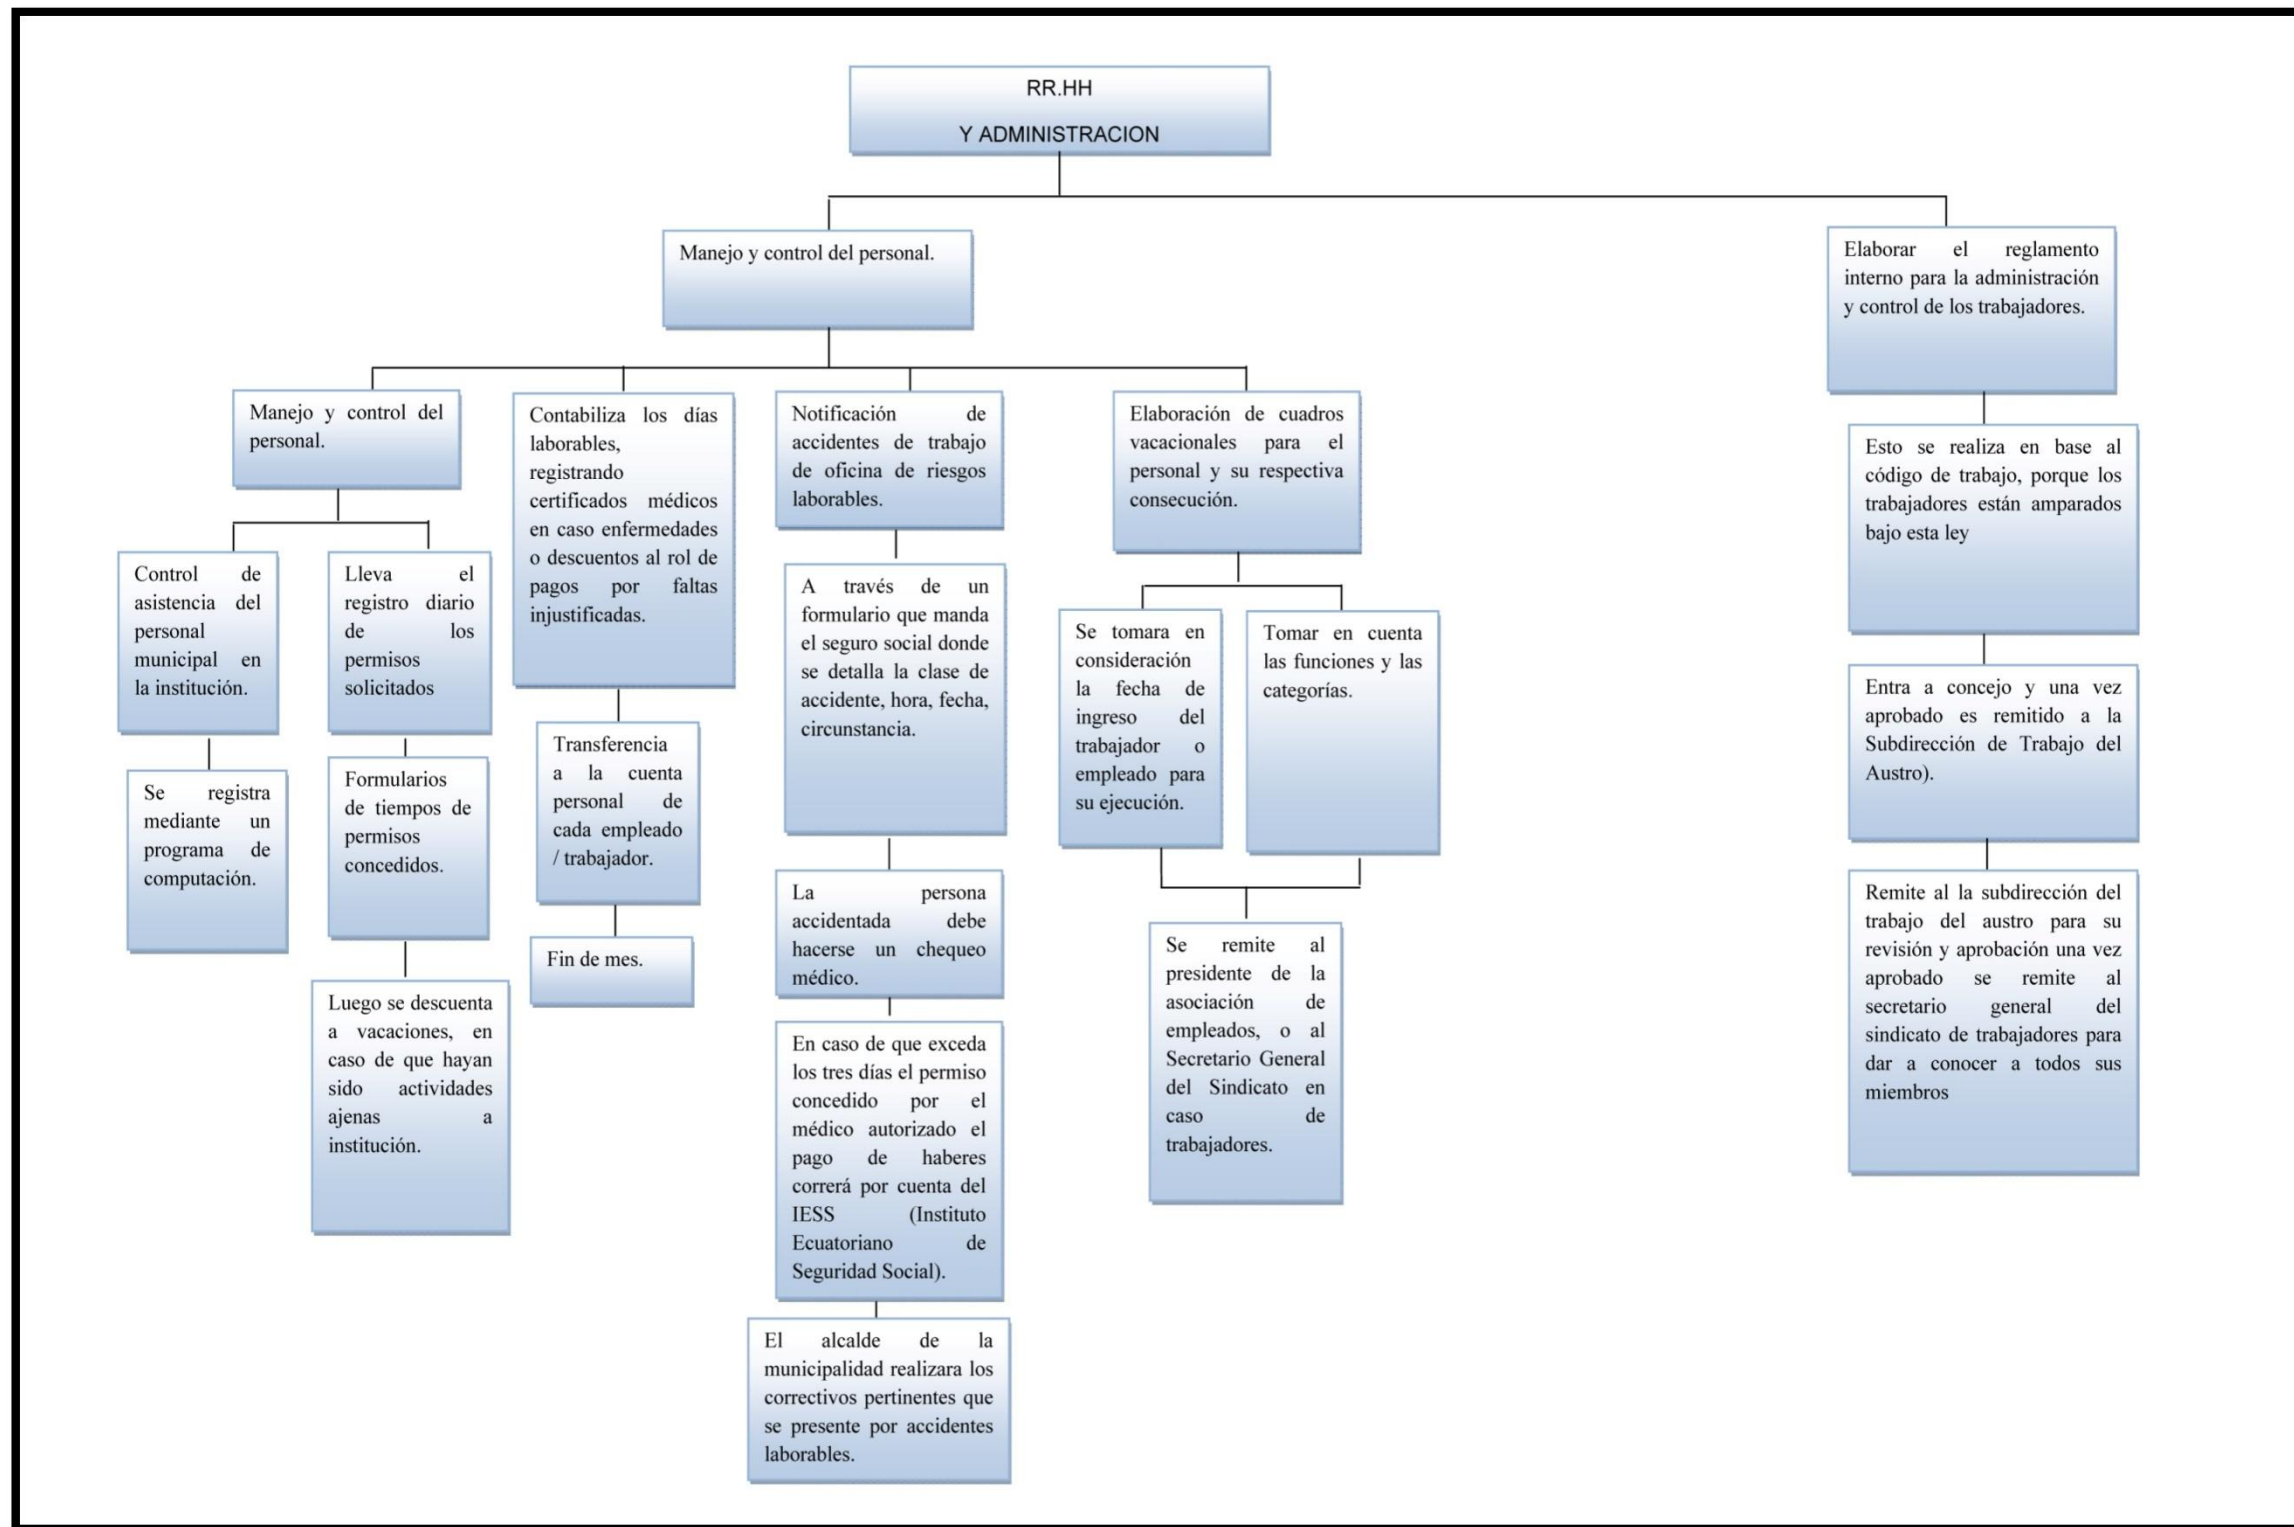 RR.HH
Y ADMINISTRACION
Manejo y control del personal.
Elaborar el reglamento
interno para la administración
y control de los trabajadores.
Manejo y control del
personal.
Control de
asistencia del
personal
municipal en
la institución.
Se registra
mediante un
programa de
computación.
Lleva el
registro diario
de los
permisos
solicitados
Formularios
de tiempos de
permisos
concedidos.
Luego se descuenta
a vacaciones, en
caso de que hayan
sido actividades
ajenas a
institución.
Contabiliza los días
laborables,
registrando
certificados médicos
en caso enfermedades
o descuentos al rol de
pagos por faltas
injustificadas.
Transferencia
a la cuenta
personal de
cada empleado
/ trabajador.
Fin de mes.
Notificación de
accidentes de trabajo
de oficina de riesgos
laborables.
A través de un
formulario que manda
el seguro social donde
se detalla la clase de
accidente, hora, fecha,
circunstancia.
La persona
accidentada debe
hacerse un chequeo
médico.
En caso de que exceda
los tres días el permiso
concedido por el
médico autorizado el
pago de haberes
correrá por cuenta del
IESS (Instituto
Ecuatoriano de
Seguridad Social).
El alcalde de la
municipalidad realizara los
correctivos pertinentes que
se presente por accidentes
laborables.
Elaboración de cuadros
vacacionales para el
personal y su respectiva
consecución.
Se tomara en
consideración
la fecha de
ingreso del
trabajador o
empleado para
su ejecución.
Tomar en cuenta
las funciones y las
categorías.
Se remite al
presidente de la
asociación de
empleados, o al
Secretario General
del Sindicato en
caso de
trabajadores.
Esto se realiza en base al
código de trabajo, porque los
trabajadores están amparados
bajo esta ley
Entra a concejo y una vez
aprobado es remitido a la
Subdirección de Trabajo del
Austro).
Remite al la subdirección del
trabajo del austro para su
revisión y aprobación una vez
aprobado se remite al
secretario general del
sindicato de trabajadores para
dar a conocer a todos sus
miembros